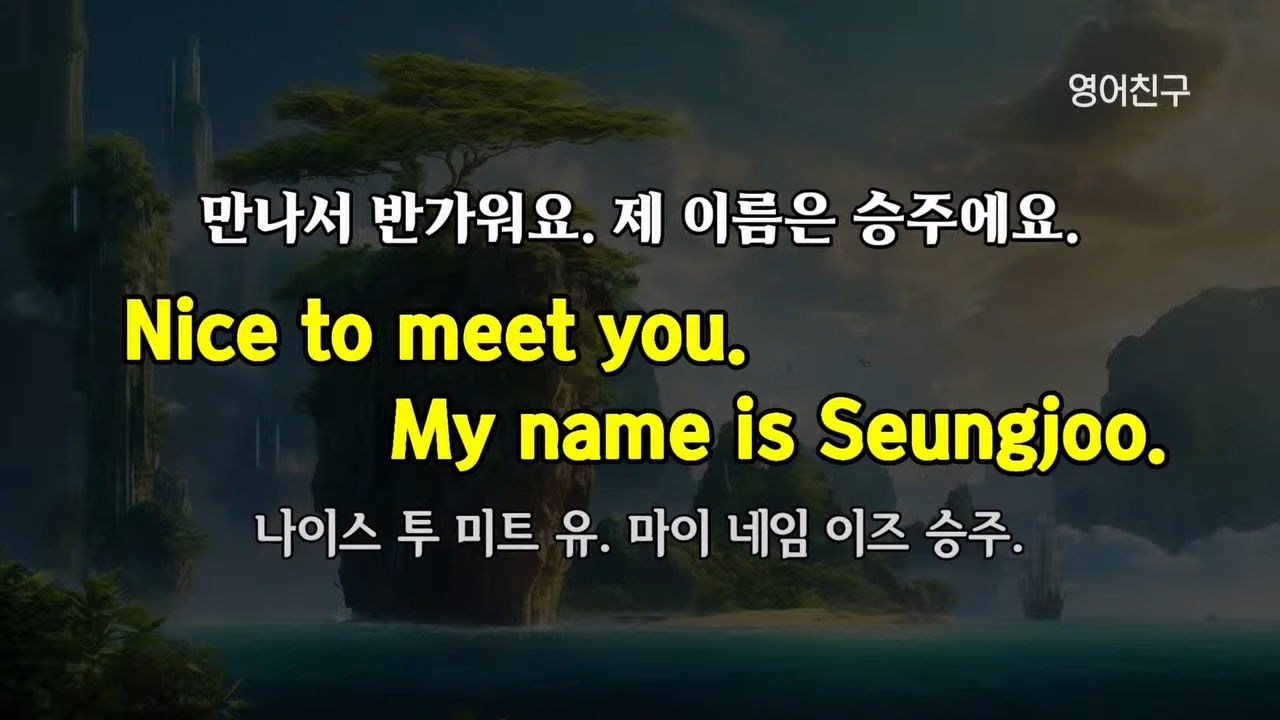 영어친구
만나서 반가워요. 제 이름은 승주에요.
Nice to meet you.
My name is Seungjoo.
나이스 투 미트 유. 마이 네임 이즈 승주.